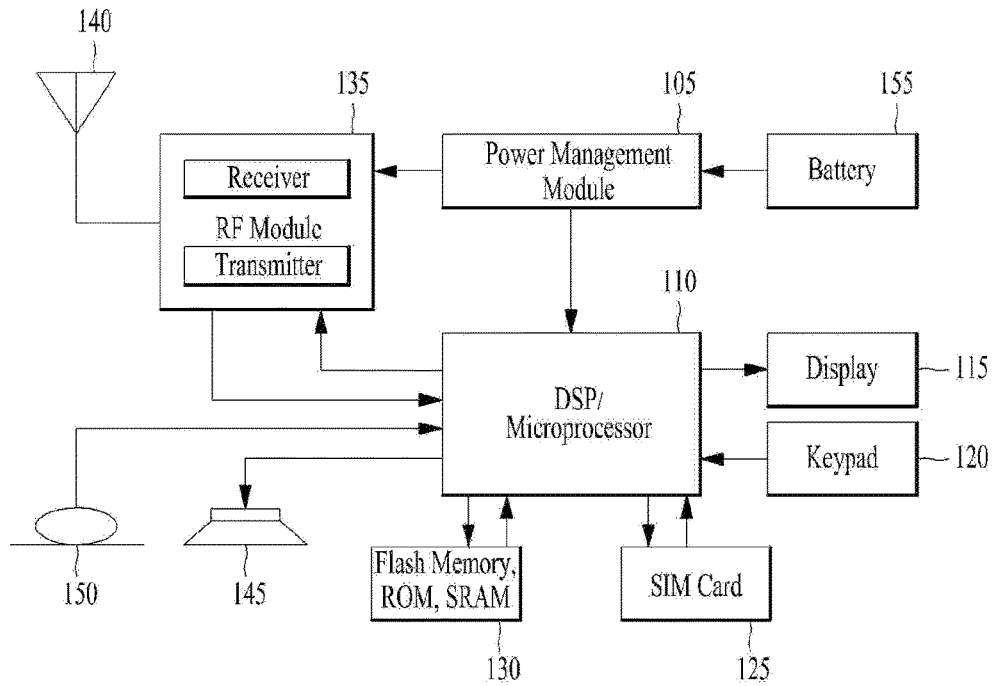 140
135
105
155
Receiver
RF Module
Transmitter
Power Management
Module
Battery
110
DSP/
Microprocessor
Display
115
Keypad
120
150
145
Flash Memory,
ROM, SRAM
130
SIM Card
125